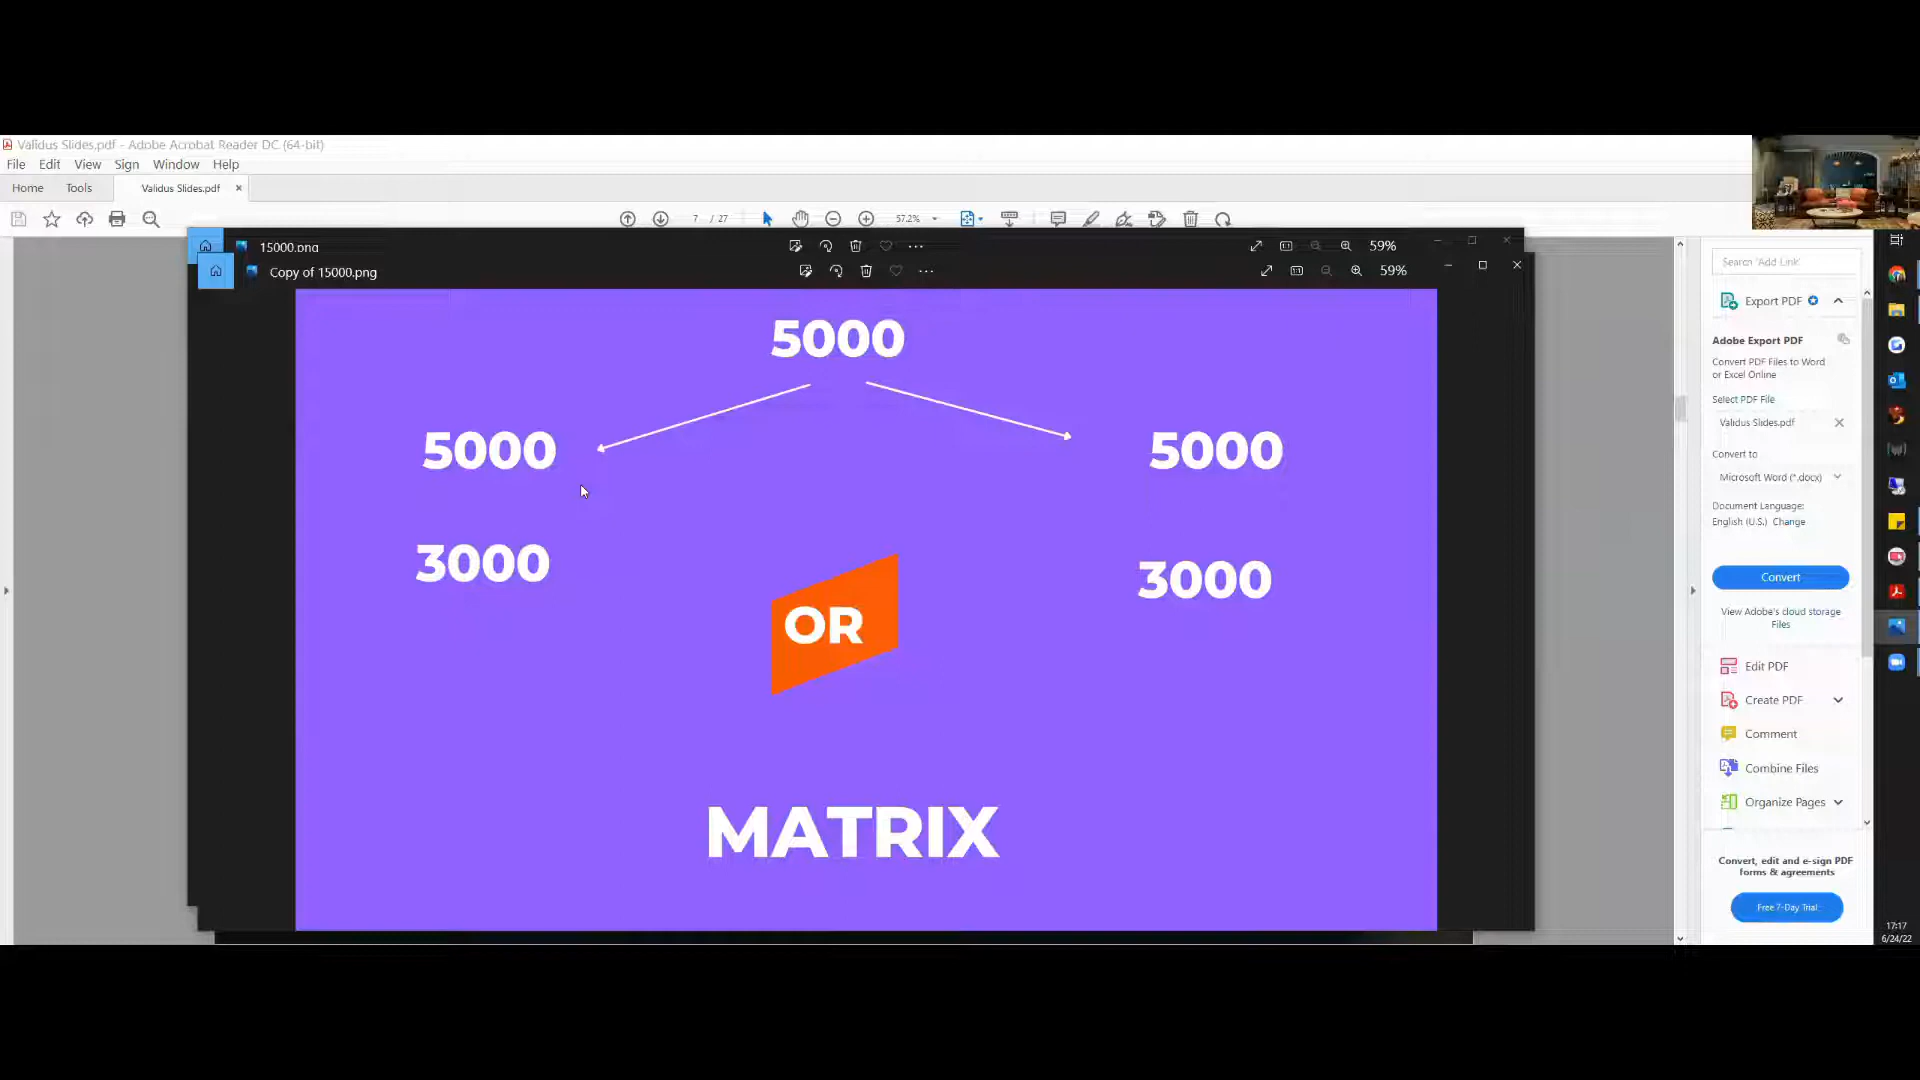 Validus Slides.pdf - Adobe Acrobat Reader DC (64-bit)
File Edit View Sign Window Help
Home Tools Validus Slides.pdf ×
7 / 27 57.2%
15000.png 59%
Copy of 15000.png 59%
5000
5000 5000
3000 3000
OR
MATRIX
Search 'Add Link'
Export PDF
Adobe Export PDF
Convert PDF Files to Word
or Excel Online
Select PDF File
Validus Slides.pdf
Convert to
Microsoft Word (*.docx)
Document Language:
English (U.S.) Change
Convert
View Adobe's cloud storage
Files
Edit PDF
Create PDF
Comment
Combine Files
Organize Pages
Convert, edit and e-sign PDF
forms & agreements
Free 7-Day Trial
17:17
6/24/22